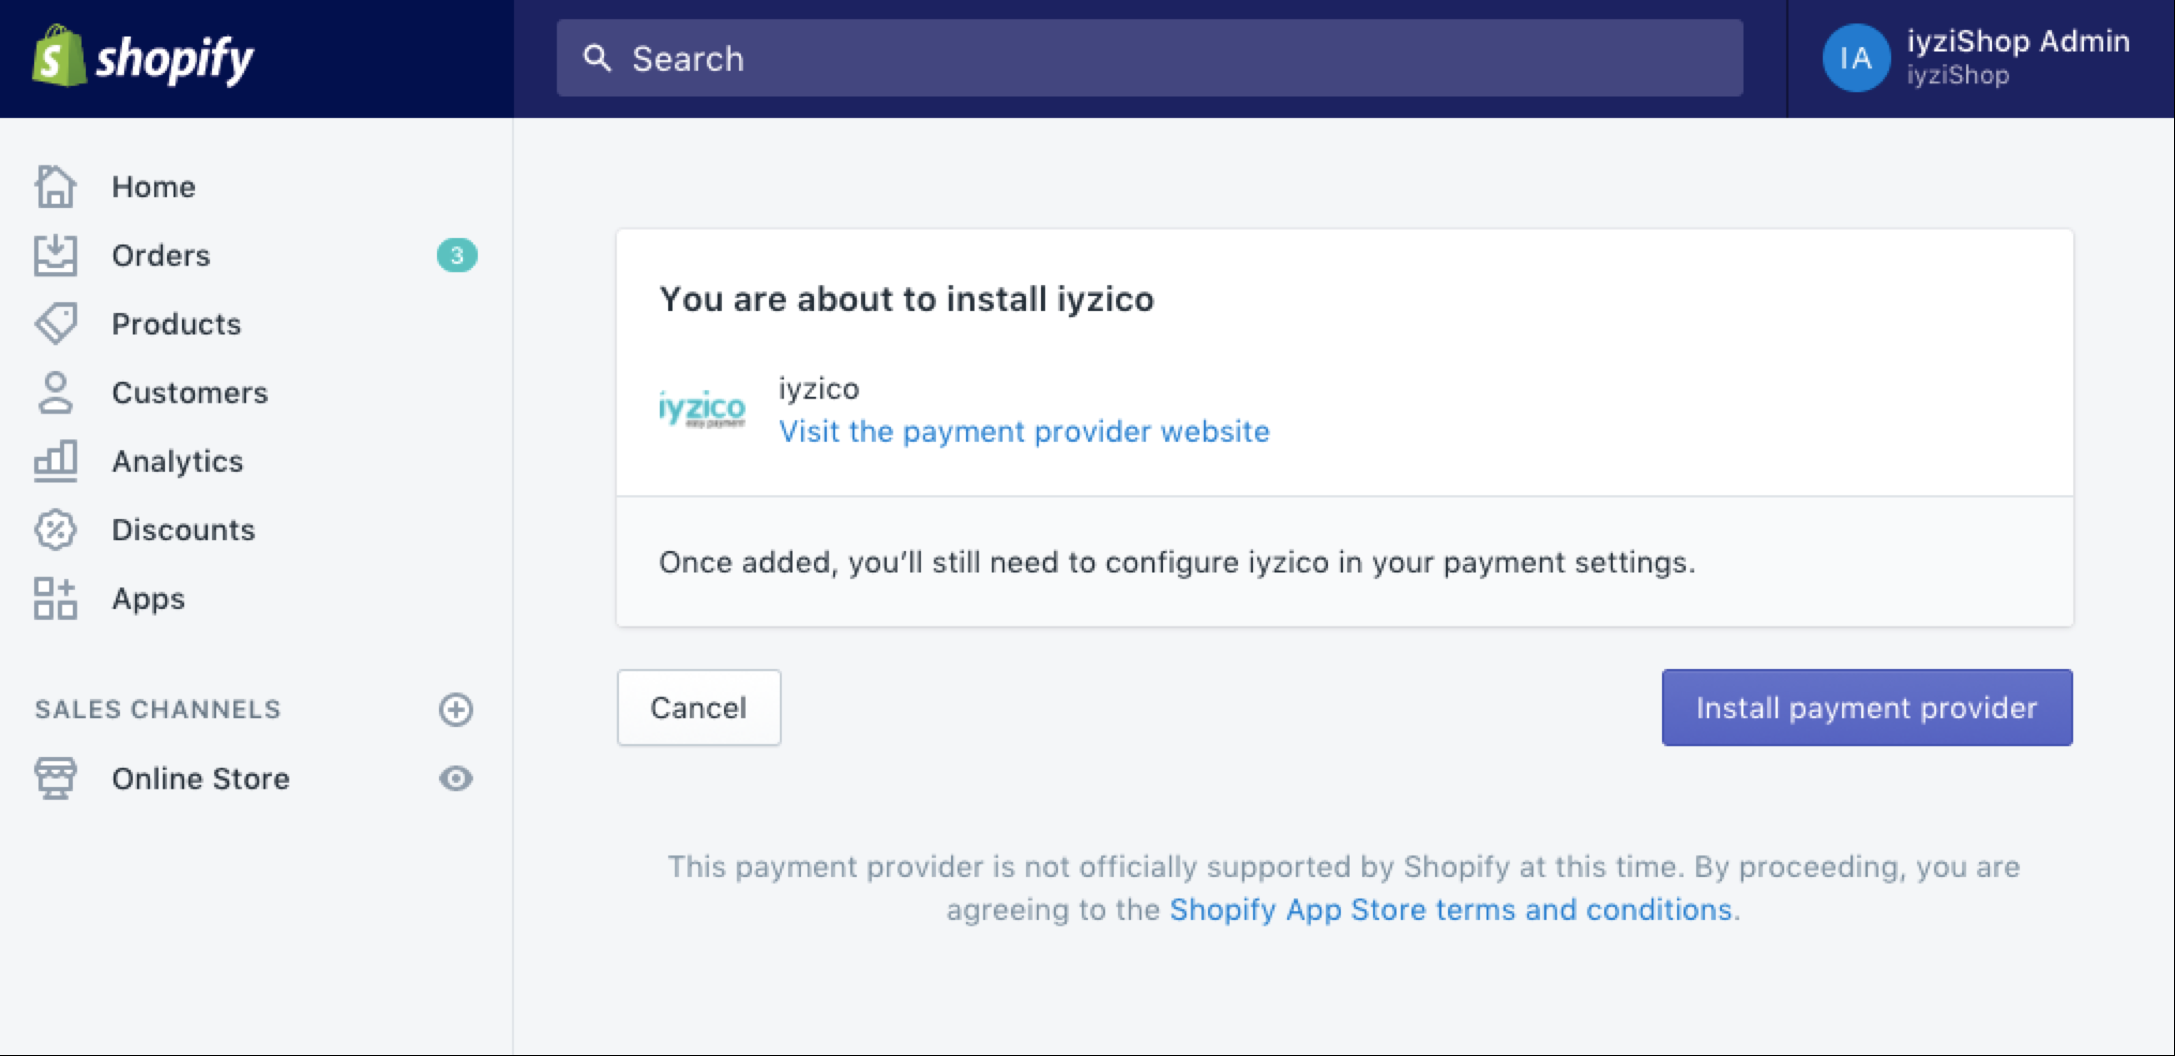 shopify
Search
IA
iyziShop Admin
iyziShop
Home
Orders
3
Products
Customers
Analytics
Discounts
Apps
SALES CHANNELS
Online Store
You are about to install iyzico
iyzico
easy payment
iyzico
Visit the payment provider website
Once added, you’ll still need to configure iyzico in your payment settings.
Cancel
Install payment provider
This payment provider is not officially supported by Shopify at this time. By proceeding, you are
agreeing to the Shopify App Store terms and conditions.